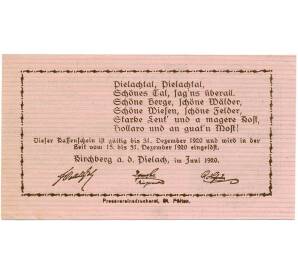 Pielachtal, Pielachtal,
Schönes Tal, sag'ns überall.
Schöne Berge, schöne Wälder,
Schöne Wiesen, schöne Felder,
Starke Leut' und a magere Kost,
Hollaro und an guat'n Most!
Dieser Kassenschein ist gültig bis 31. Dezember 1920 und wird in der
Zeit vom 15. bis 31. Dezember 1920 eingelöst.
Kirchberg a. d. Pielach, im Juni 1920.
Pressvereinsdruckerei, St. Pölten.